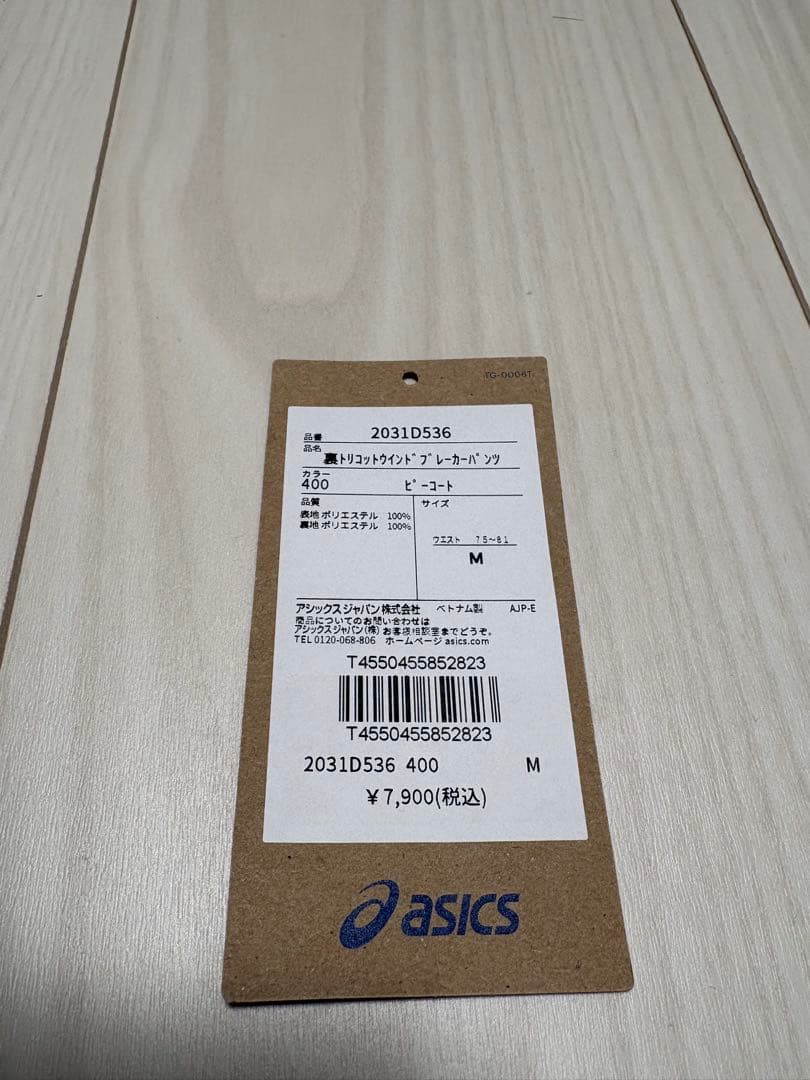 TG-0006T
品番 2031D536
品名
裏トリコットウインドブレーカーパンツ
カラー
400 ピーコート
品質 サイズ
表地 ポリエステル 100%
裏地 ポリエステル 100%
ウエスト 75~81
M
アシックスジャパン株式会社 ベトナム製 AJP-E
商品についてのお問い合わせは
アシックスジャパン(株)お客様相談室までどうぞ。
TEL 0120-068-806 ホームページ asics.com
T4550455852823
T4550455852823
2031D536 400 M
¥7,900(税込)
asics